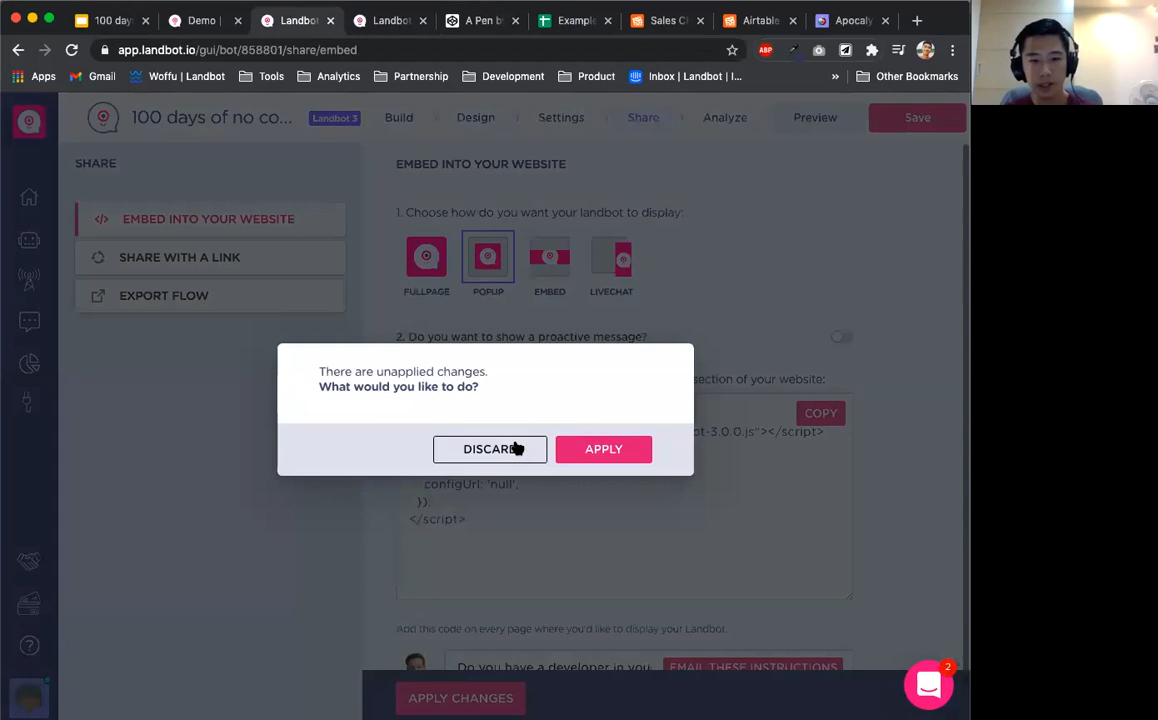 100 days
Demo |
Landbot
Landbot
A Pen by
Example
Sales C
Airtable
Apocaly
app.landbot.io/gui/bot/858801/share/embed
ABP
Apps
Gmail
Woffu | Landbot
Tools
Analytics
Partnership
Development
Product
Inbox | Landbot | I...
»
Other Bookmarks
100 days of no co...
Landbot 3
Build
Design
Settings
Share
Analyze
Preview
Save
SHARE
EMBED INTO YOUR WEBSITE
SHARE WITH A LINK
EXPORT FLOW
EMBED INTO YOUR WEBSITE
1. Choose how do you want your landbot to display:
FULLPAGE
POPUP
EMBED
LIVECHAT
2. Do you want to show a proactive message?
section of your website:
COPY
ot-3.0.0.js"></script>
configUrl: 'null',
});
</script>
There are unapplied changes.
What would you like to do?
DISCARD
APPLY
Add this code on every page where you'd like to display your Landbot.
Do you have a developer in you
EMAIL THESE INSTRUCTIONS
APPLY CHANGES
2